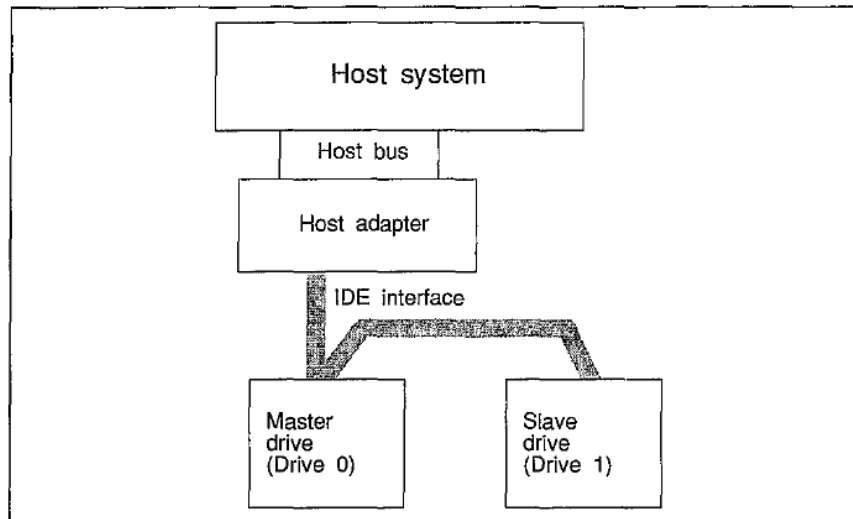 Host system
Host bus
Host adapter
IDE interface
Master
drive
(Drive 0)
Slave
drive
(Drive 1)